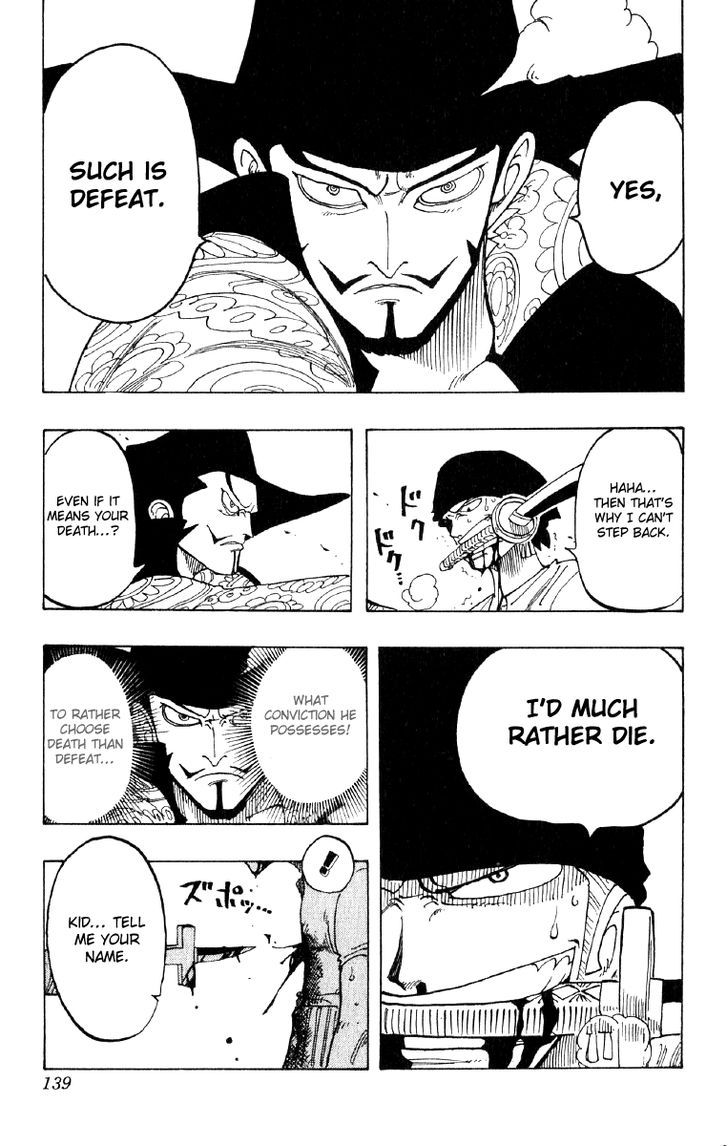 YES,
SUCH IS
DEFEAT.
HAHA...
THEN THAT'S
WHY I CAN'T
STEP BACK.
ドク
ドク...
EVEN IF IT
MEANS YOUR
DEATH...?
I'D MUCH
RATHER DIE.
WHAT
CONVICTION HE
POSSESSES!
TO RATHER
CHOOSE
DEATH THAN
DEFEAT...
!
ズポッ...
KID... TELL
ME YOUR
NAME.
139